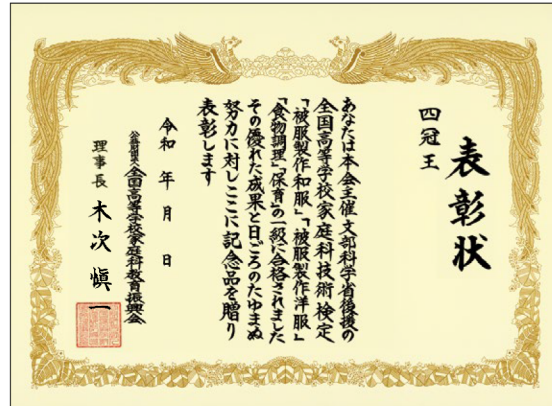 表彰状
四冠王
あなたは本会主催文部科学省後援の
全国高等学校家庭科技術検定
「被服製作和服」「被服製作洋服」
「食物調理」「保育」の一級に合格されました
その優れた成果と日ごろのたゆまぬ
努力に対しここに記念品を贈り
表彰します
令和 年 月 日
公益財団法人 全国高等学校家庭科教育振興会
理事長 木次慎一